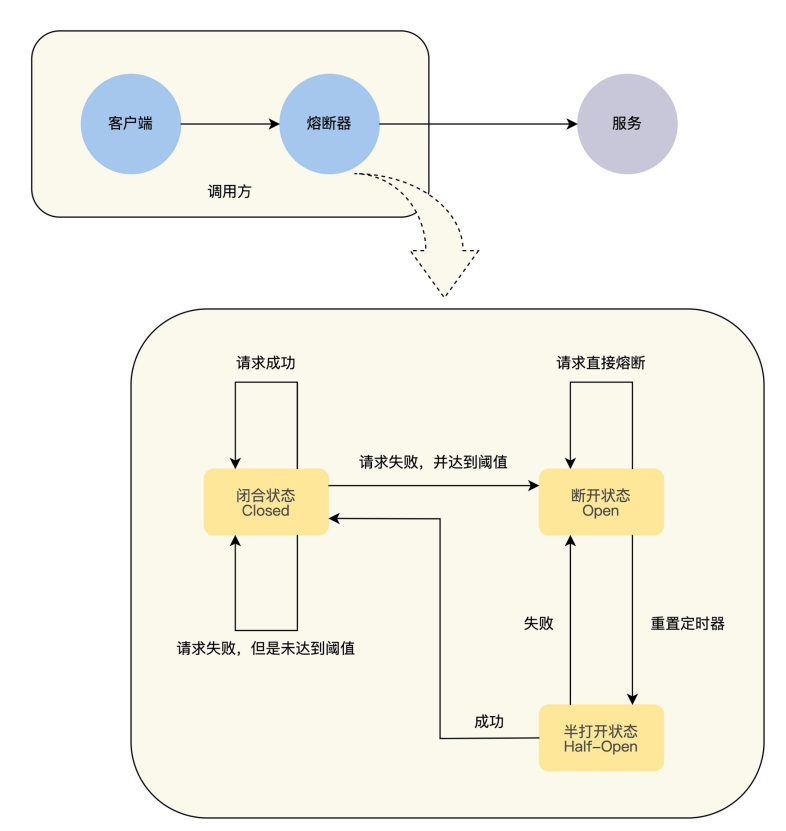 客户端
熔断器
服务
调用方
请求成功
请求直接熔断
请求失败，并达到阈值
闭合状态
Closed
断开状态
Open
请求失败，但是未达到阈值
失败
重置定时器
成功
半打开状态
Half-Open